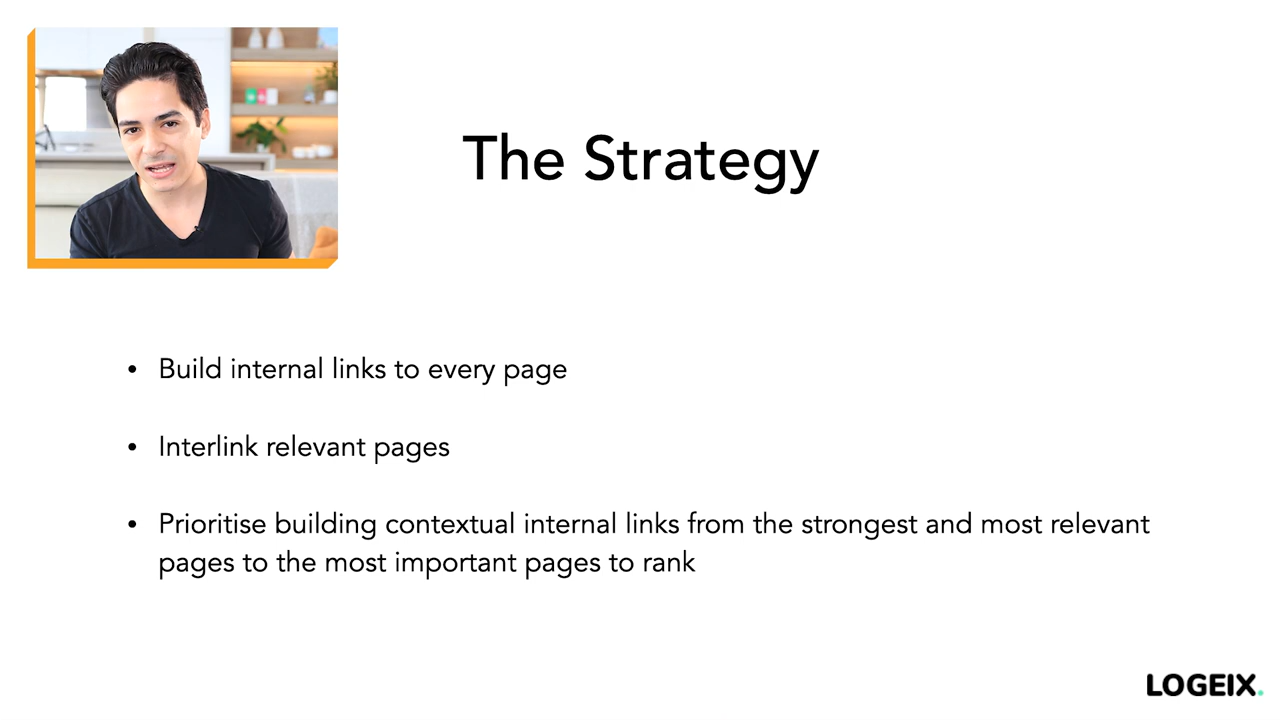 The Strategy
• Build internal links to every page
• Interlink relevant pages
• Prioritise building contextual internal links from the strongest and most relevant
pages to the most important pages to rank
LOGEIX.